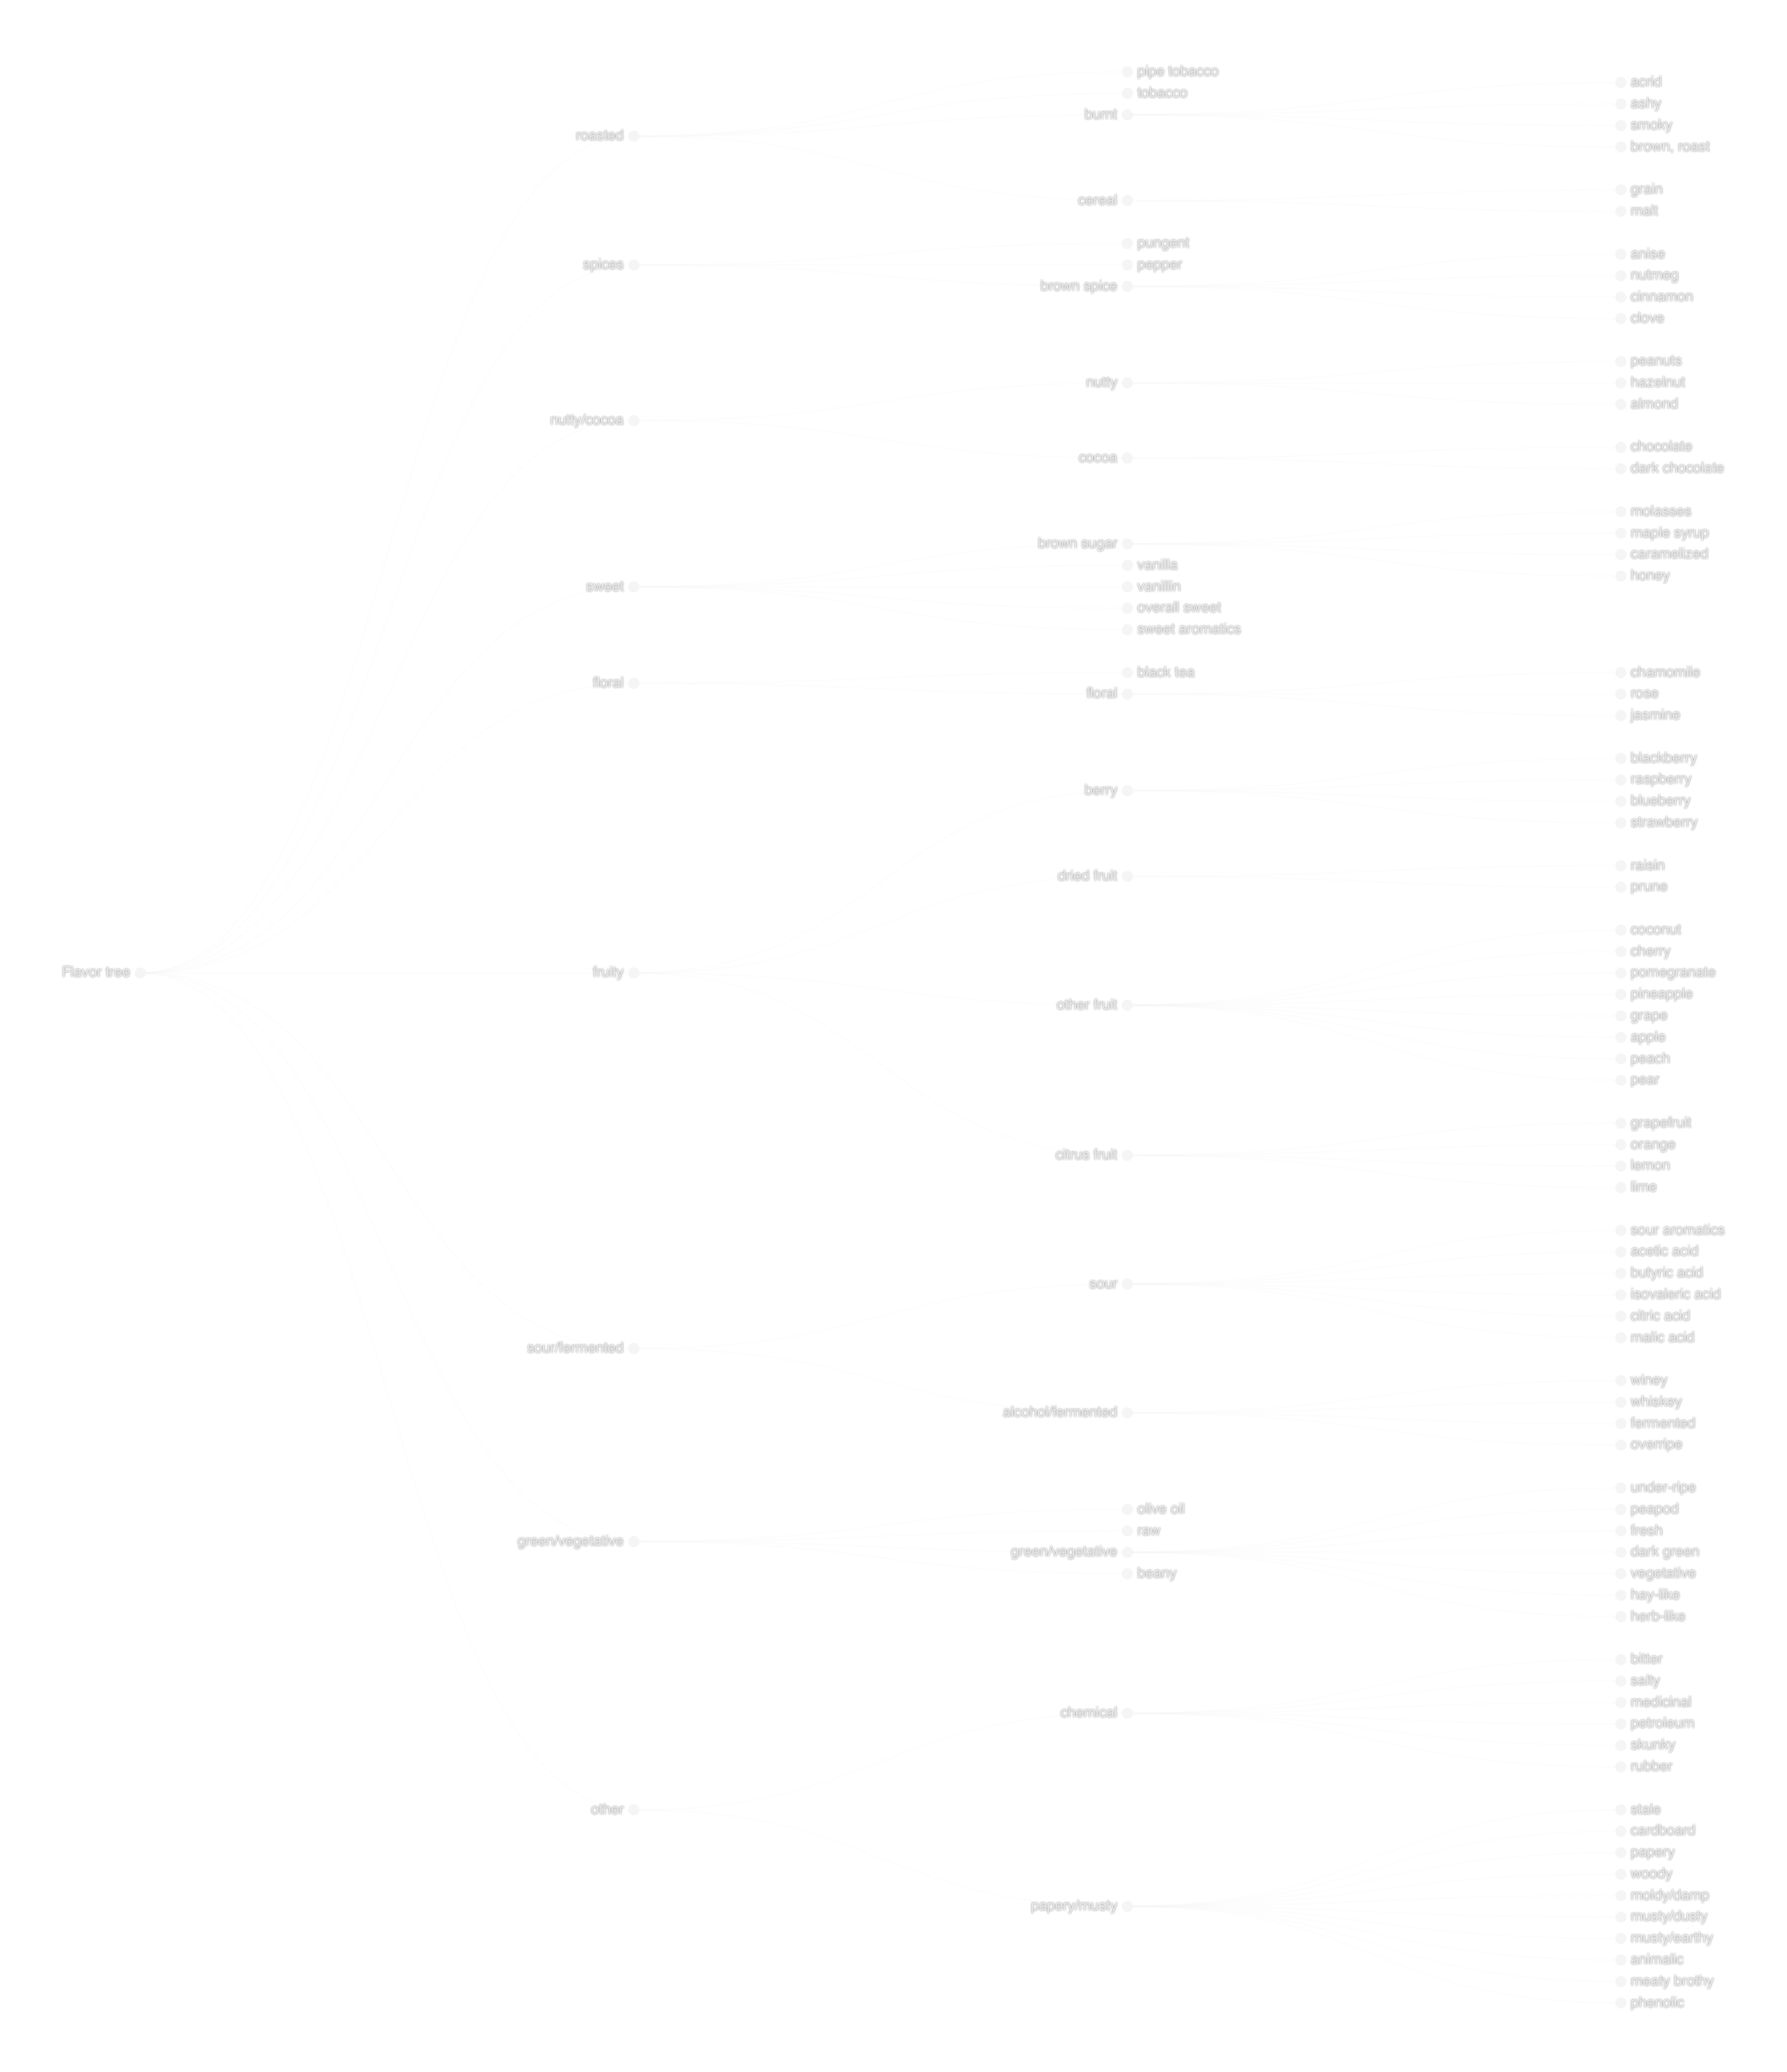 Flavor tree
roasted
pipe tobacco
tobacco
burnt
acrid
ashy
smoky
brown, roast
cereal
grain
malt
spices
pungent
pepper
brown spice
anise
nutmeg
cinnamon
clove
nutty/cocoa
nutty
peanuts
hazelnut
almond
cocoa
chocolate
dark chocolate
sweet
brown sugar
molasses
maple syrup
caramelized
honey
vanilla
vanillin
overall sweet
sweet aromatics
floral
black tea
floral
chamomile
rose
jasmine
fruity
berry
blackberry
raspberry
blueberry
strawberry
dried fruit
raisin
prune
other fruit
coconut
cherry
pomegranate
pineapple
grape
apple
peach
pear
citrus fruit
grapefruit
orange
lemon
lime
sour/fermented
sour
sour aromatics
acetic acid
butyric acid
isovaleric acid
citric acid
malic acid
alcohol/fermented
winey
whiskey
fermented
overripe
green/vegetative
olive oil
raw
green/vegetative
under-ripe
peapod
fresh
dark green
vegetative
hay-like
herb-like
beany
other
chemical
bitter
salty
medicinal
petroleum
skunky
rubber
papery/musty
stale
cardboard
papery
woody
moldy/damp
musty/dusty
musty/earthy
animalic
meaty brothy
phenolic